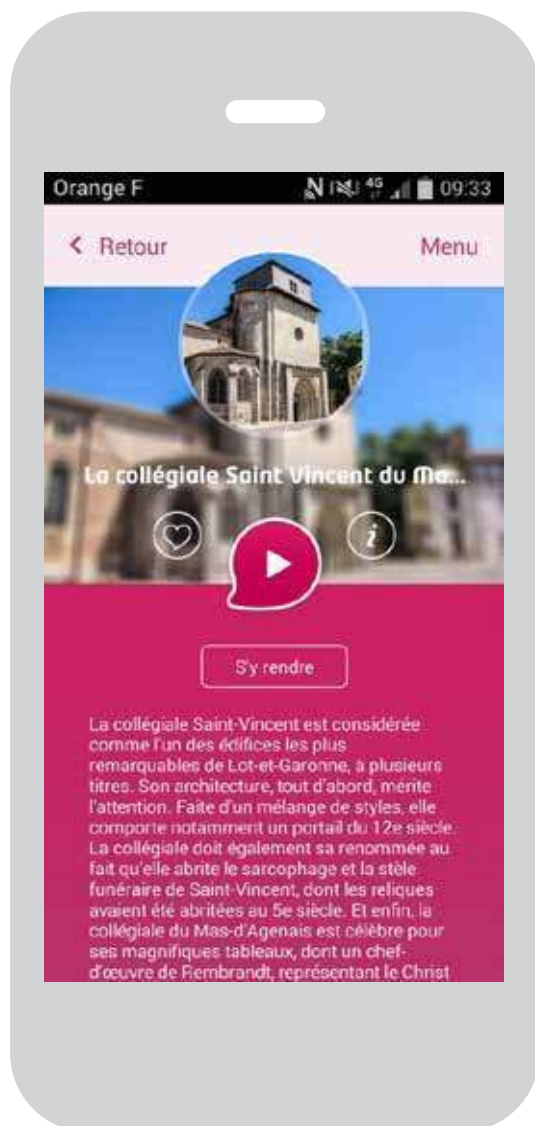 Orange F 4G 09:33
Retour Menu
La collégiale Saint Vincent du Ma...
i
S'y rendre
La collégiale Saint-Vincent est considérée
comme l'un des édifices les plus
remarquables de Lot-et-Garonne, à plusieurs
titres. Son architecture, tout d'abord, mérite
l'attention. Faite d'un mélange de styles, elle
comporte notamment un portail du 12e siècle.
La collégiale doit également sa renommée au
fait qu'elle abrite le sarcophage et la stèle
funéraire de Saint-Vincent, dont les reliques
avaient été abritées au 5e siècle. Et enfin, la
collégiale du Mas-d'Agenais est célèbre pour
ses magnifiques tableaux, dont un chef-
d'œuvre de Rembrandt, représentant le Christ